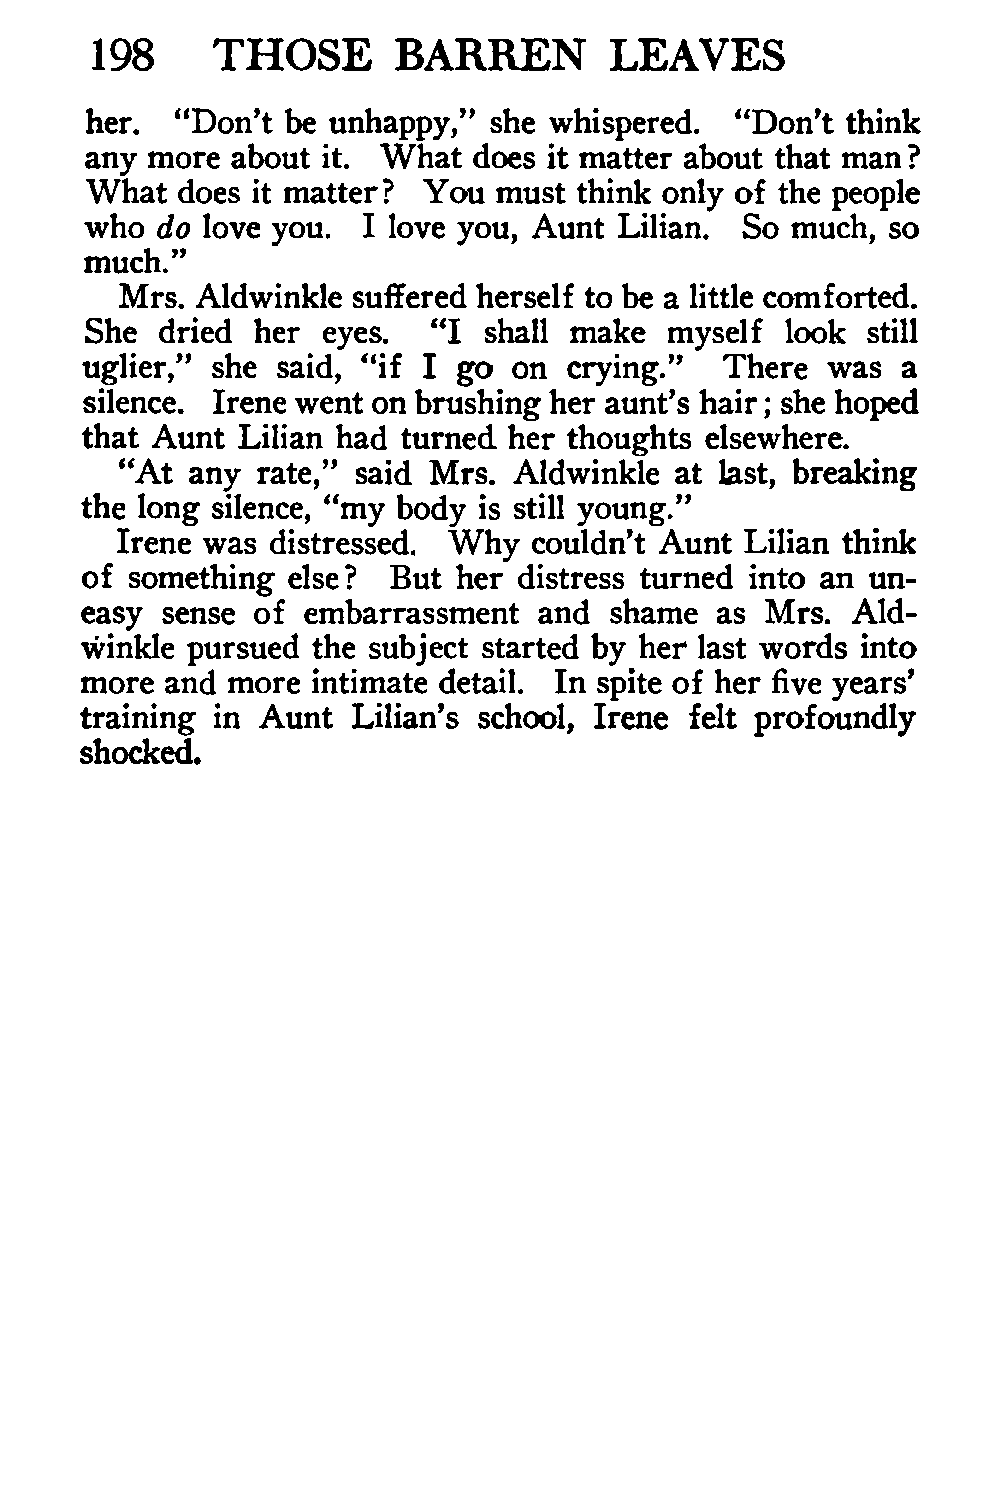 198 THOSE BARREN LEAVES
her. “Don’t be unhappy,” she whispered. “Don’t think
any more about it. What does it matter about that man?
What does it matter? You must think only of the people
who do love you. I love you, Aunt Lilian. So much, so
much.”
Mrs. Aldwinkle suffered herself to be a little comforted.
She dried her eyes. “I shall make myself look still
uglier,” she said, “if I go on crying.” There was a
silence. Irene went on brushing her aunt’s hair; she hoped
that Aunt Lilian had turned her thoughts elsewhere.
“At any rate,” said Mrs. Aldwinkle at last, breaking
the long silence, “my body is still young.”
Irene was distressed. Why couldn’t Aunt Lilian think
of something else? But her distress turned into an un-
easy sense of embarrassment and shame as Mrs. Ald-
winkle pursued the subject started by her last words into
more and more intimate detail. In spite of her five years’
training in Aunt Lilian’s school, Irene felt profoundly
shocked.